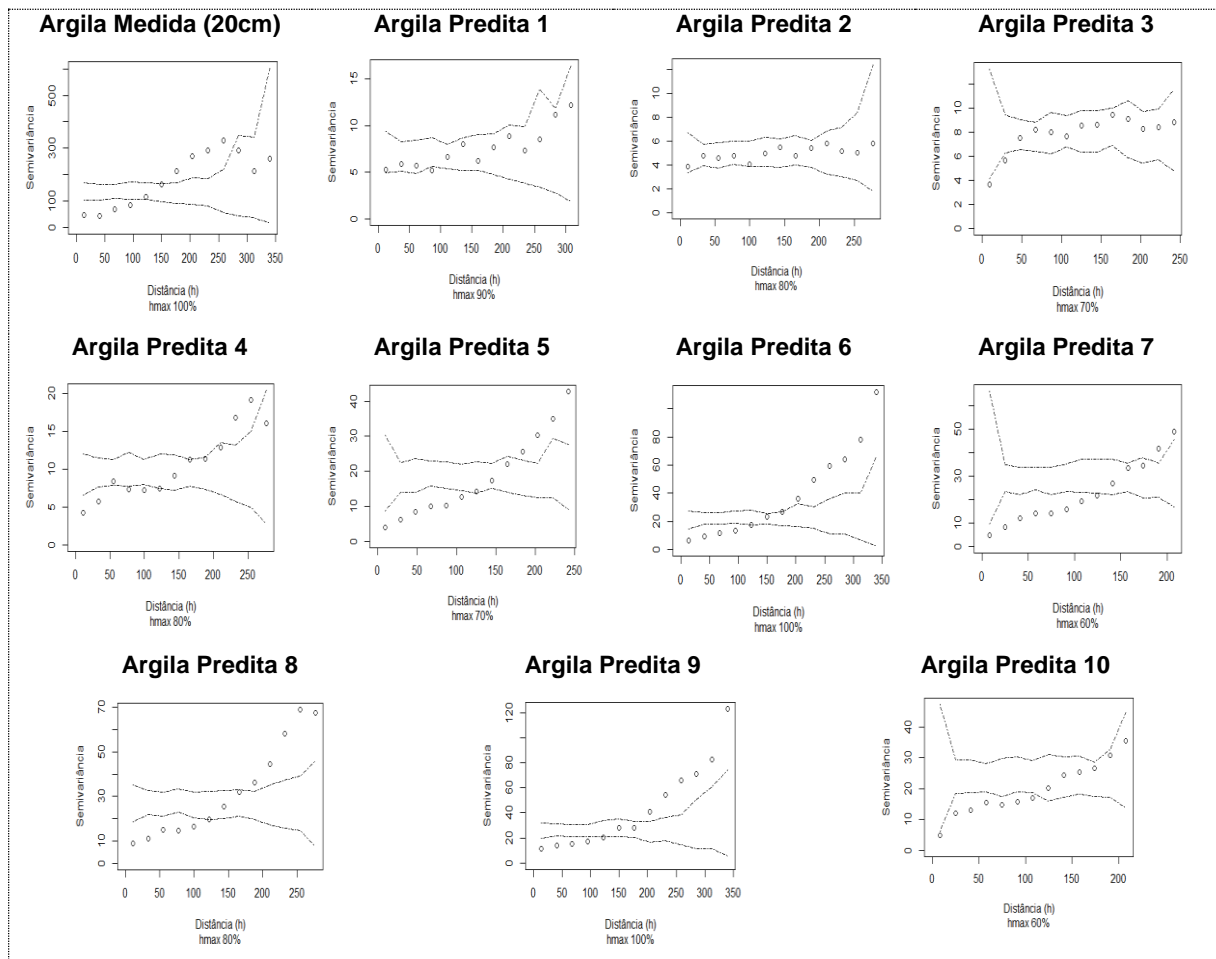 Argila Medida (20cm)
Argila Predita 1
Argila Predita 2
Argila Predita 3
Semivariância
0 100 300 500
0 50 100 150 200 250 300 350
Distância (h)
hmax 100%
Semivariância
0 5 10 15
0 50 100 150 200 250 300
Distância (h)
hmax 90%
Semivariância
0 2 4 6 8 10
0 50 100 150 200 250
Distância (h)
hmax 80%
Semivariância
0 2 4 6 8 10
0 50 100 150 200 250
Distância (h)
hmax 70%
Argila Predita 4
Argila Predita 5
Argila Predita 6
Argila Predita 7
Semivariância
0 5 10 15 20
0 50 100 150 200 250
Distância (h)
hmax 80%
Semivariância
0 10 20 30 40
0 50 100 150 200 250
Distância (h)
hmax 70%
Semivariância
0 20 40 60 80
0 50 100 150 200 250 300 350
Distância (h)
hmax 100%
Semivariância
0 10 20 30 50
0 50 100 150 200
Distância (h)
hmax 60%
Argila Predita 8
Argila Predita 9
Argila Predita 10
Semivariância
0 10 30 50 70
0 50 100 150 200 250
Distância (h)
hmax 80%
Semivariância
0 20 40 60 80 120
0 50 100 150 200 250 300 350
Distância (h)
hmax 100%
Semivariância
0 10 20 30 40
0 50 100 150 200
Distância (h)
hmax 60%